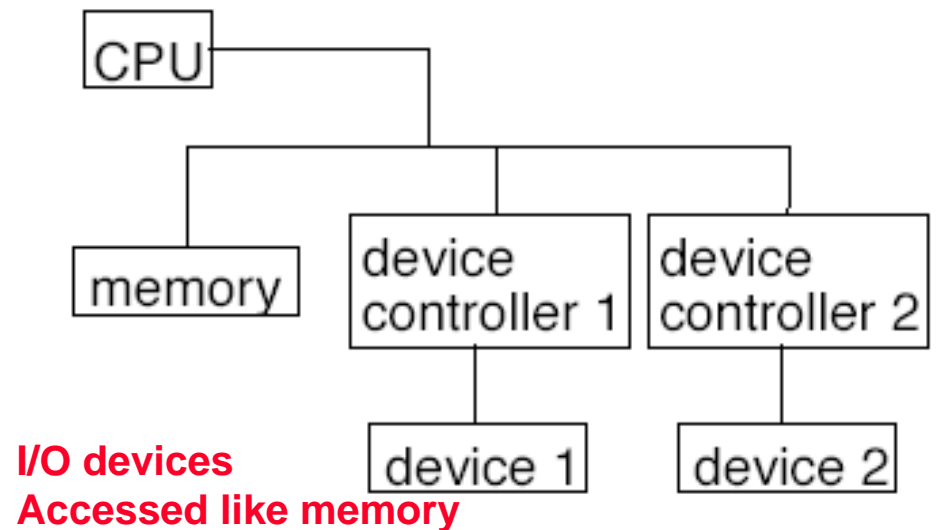 CPU
memory
device
controller 1
device
controller 2
device 1
device 2
I/O devices
Accessed like memory